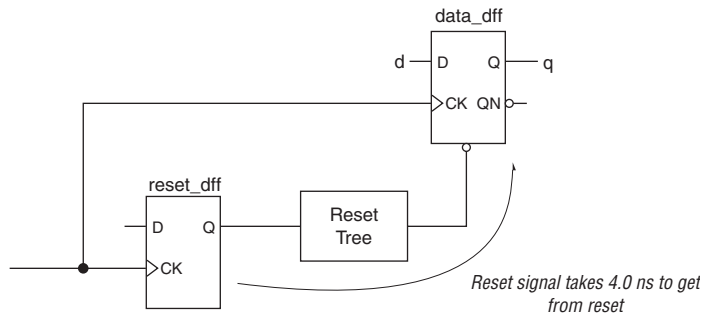 data_dff
d D Q q
CK QN
reset_dff
D Q
CK
Reset
Tree
Reset signal takes 4.0 ns to get
from reset